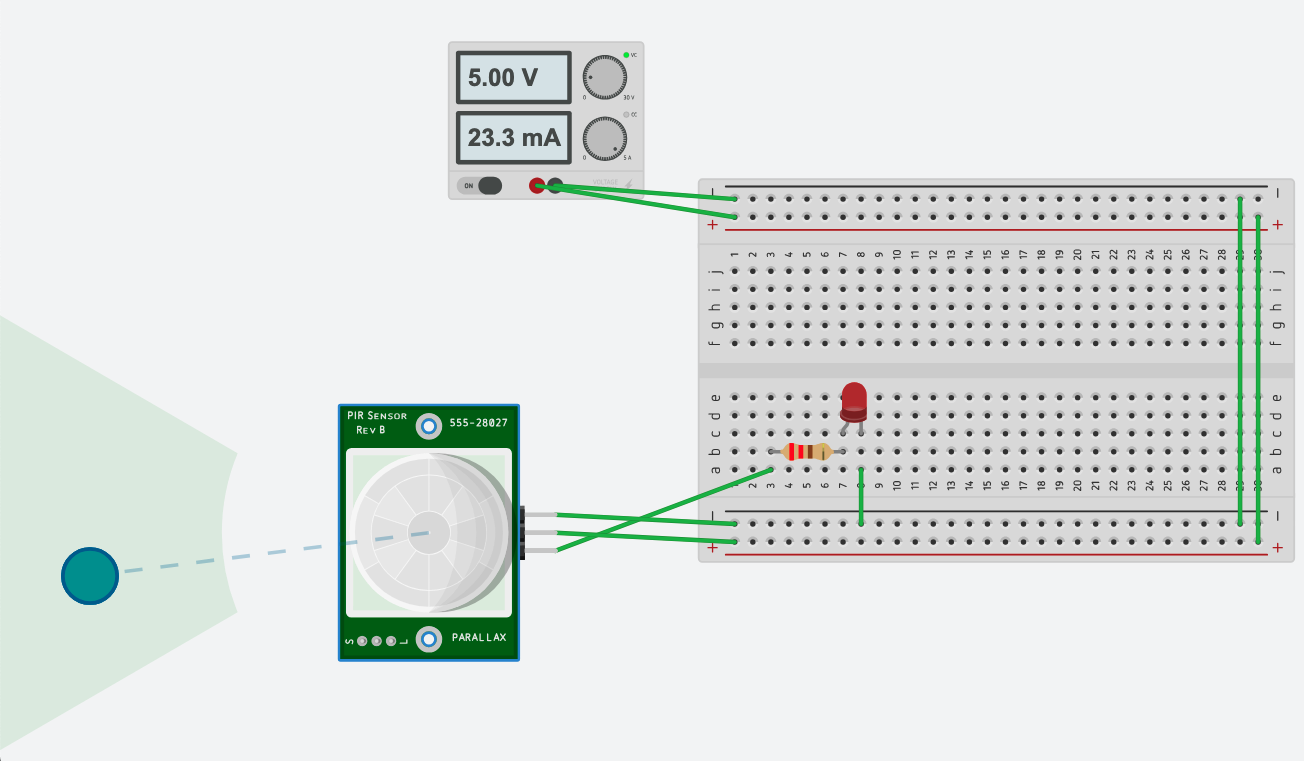 5.00 V
VC
0 30 V
23.3 mA
CC
0 5 A
ON
VOLTAGE
− −
+ +
1 2 3 4 5 6 7 8 9 10 11 12 13 14 15 16 17 18 19 20 21 22 23 24 25 26 27 28 29 30
j j
i i
h h
g g
f f
e e
d d
c c
b b
a a
1 2 3 4 5 6 7 8 9 10 11 12 13 14 15 16 17 18 19 20 21 22 23 24 25 26 27 28 29 30
− −
+ +
PIR SENSOR
REV B
555-28027
S L
PARALLAX